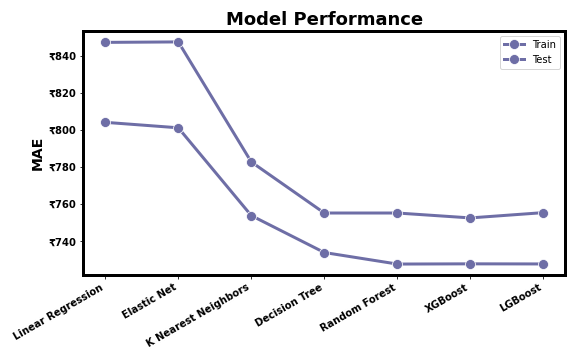 Model Performance
Train
Test
MAE
₹840
₹820
₹800
₹780
₹760
₹740
Linear Regression
Elastic Net
K Nearest Neighbors
Decision Tree
Random Forest
XGBoost
LGBoost